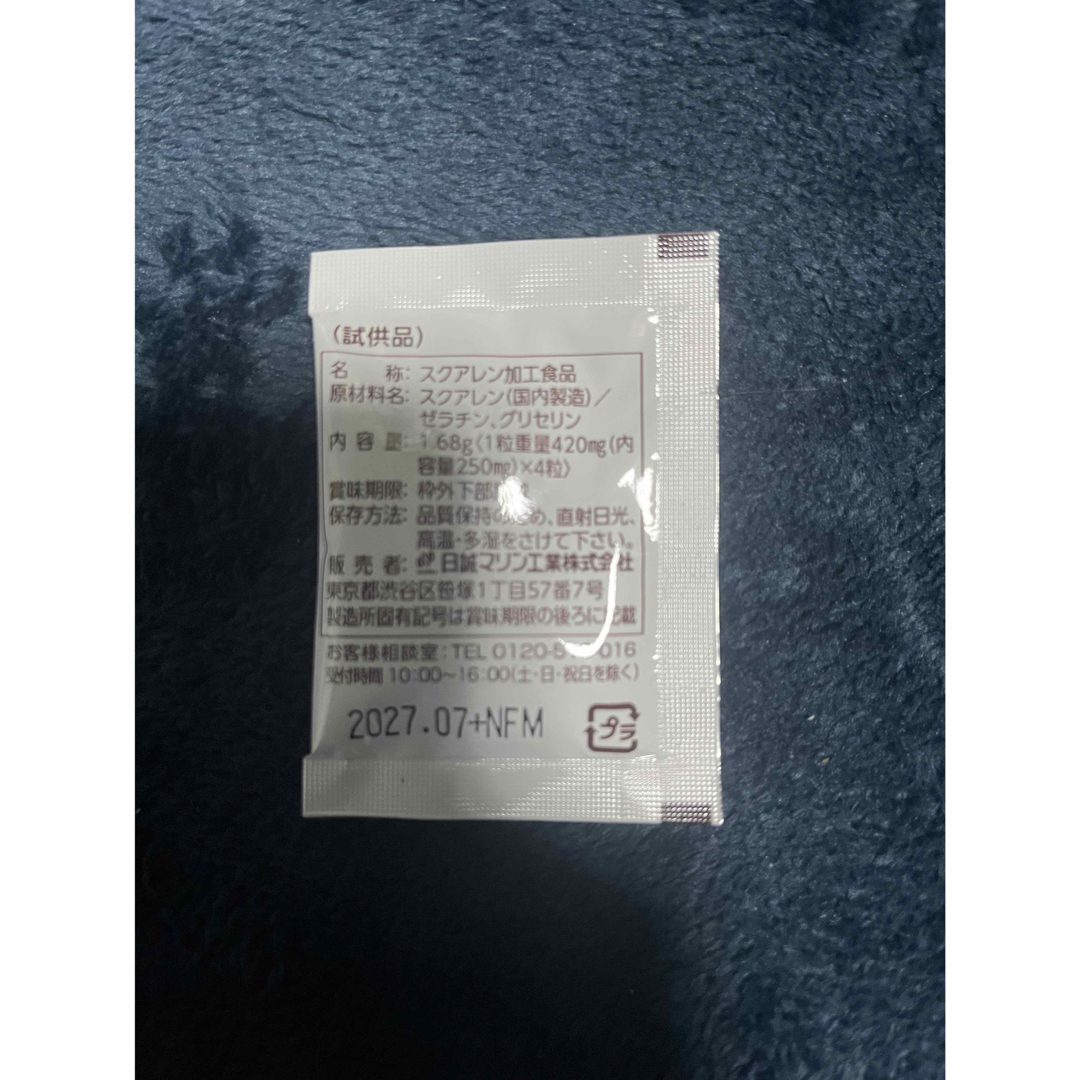 (試供品)
名　称: スクアレン加工食品
原材料名: スクアレン(国内製造)／
ゼラチン、グリセリン
内容量: 1.68g〈1粒重量420mg(内
容量250mg)×4粒〉
賞味期限: 枠外下部
保存方法: 品質保持のため、直射日光、
高温・多湿をさけて下さい。
販売者: 日誠マリン工業株式会社
東京都渋谷区笹塚1丁目57番7号
製造所固有記号は賞味期限の後ろに記載
お客様相談室: TEL
受付時間 10:00～16:00(土・日・祝日を除く)
2027.07+NFM
プラ